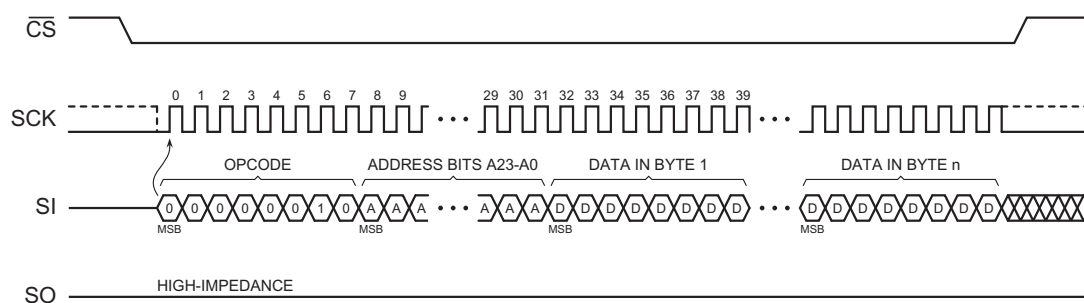 CS
0 1 2 3 4 5 6 7 8 9 29 30 31 32 33 34 35 36 37 38 39
SCK
OPCODE ADDRESS BITS A23-A0 DATA IN BYTE 1 DATA IN BYTE n
SI 0 0 0 0 0 0 1 0 A A A A A A D D D D D D D D D D D D D D D D
MSB MSB MSB MSB
HIGH-IMPEDANCE
SO